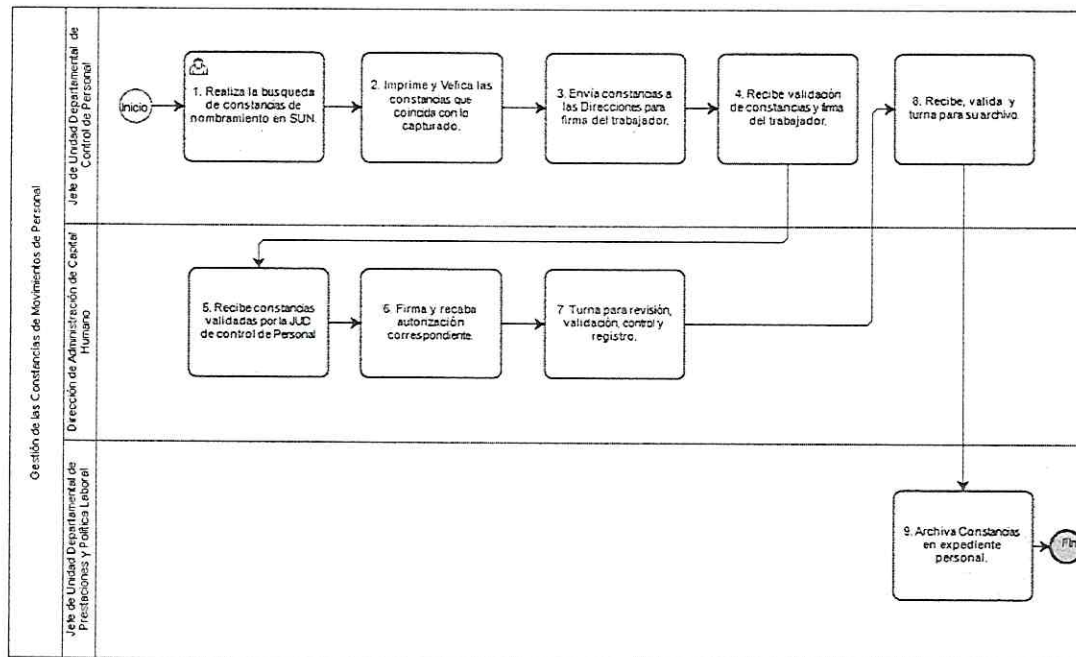 Gestión de las Constancias de Movimientos de Personal
Jefe de Unidad Departamental de
Control de Personal
Inicio
1. Realiza la busqueda
de constancias de
nombramiento en SUN.
2. Imprime y Vefica las
constancias que
coincida con lo
capturado.
3. Envía constancias a
las Direcciones para
firma del trabajador.
4. Recibe validación
de constancias y firma
del trabajador.
8. Recibe, valida y
turna para su archivo.
Dirección de Administración de Capital
Humano
5. Recibe constancias
validadas por la JUD
de control de Personal
6. Firma y recaba
autorización
correspondiente.
7. Turna para revisión,
validación, control y
registro.
Jefe de Unidad Departamental de
Prestaciones y Política Laboral
9. Archiva Constancias
en expediente
personal.
Fin